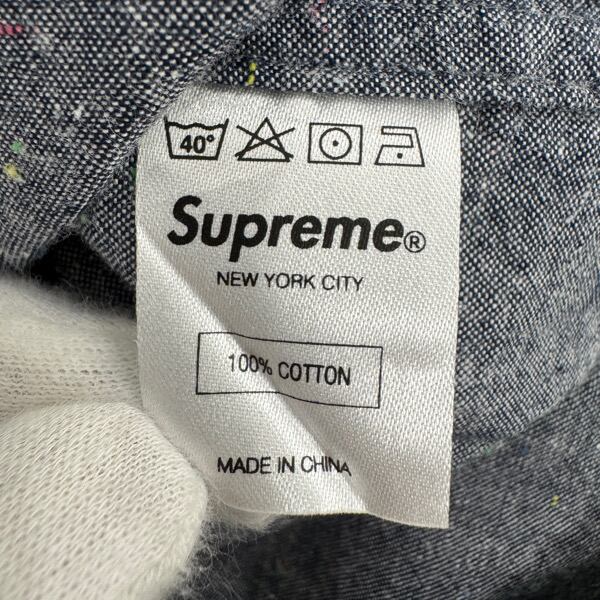 40°
Supreme®
NEW YORK CITY
100% COTTON
MADE IN CHINA